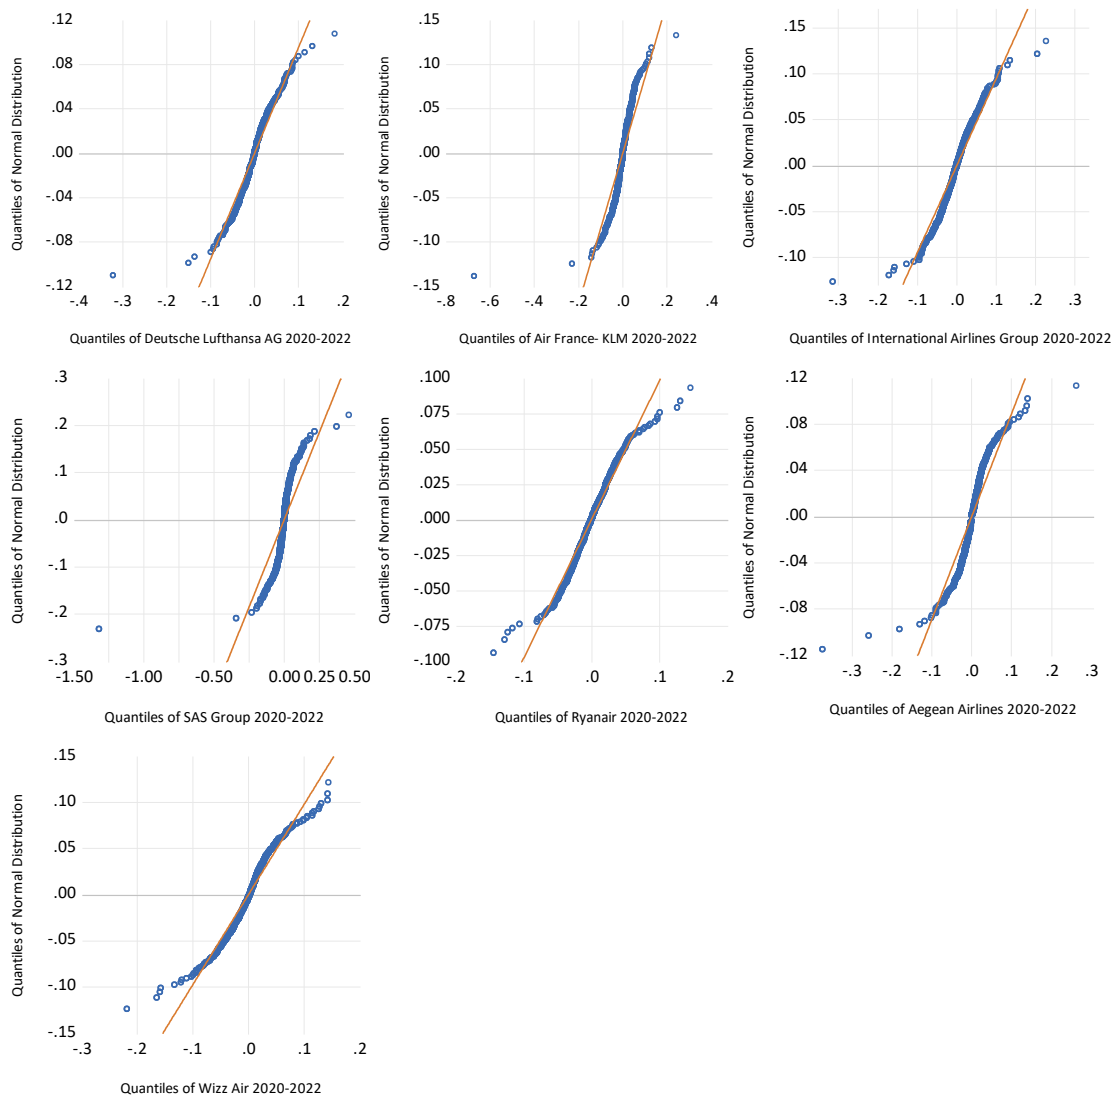 Quantiles of Normal Distribution
.12
.08
.04
.00
-.04
-.08
-.12
-.4 -.3 -.2 -.1 .0 .1 .2
Quantiles of Deutsche Lufthansa AG 2020-2022
Quantiles of Normal Distribution
.15
.10
.05
.00
-.05
-.10
-.15
-.8 -.6 -.4 -.2 .0 .2 .4
Quantiles of Air France- KLM 2020-2022
Quantiles of Normal Distribution
.15
.10
.05
.00
-.05
-.10
-.3 -.2 -.1 .0 .1 .2 .3
Quantiles of International Airlines Group 2020-2022
Quantiles of Normal Distribution
.3
.2
.1
.0
-.1
-.2
-.3
-1.50 -1.00 -0.50 0.00 0.25 0.50
Quantiles of SAS Group 2020-2022
Quantiles of Normal Distribution
.100
.075
.050
.025
.000
-.025
-.050
-.075
-.100
-.2 -.1 .0 .1 .2
Quantiles of Ryanair 2020-2022
Quantiles of Normal Distribution
.12
.08
.04
.00
-.04
-.08
-.12
-.3 -.2 -.1 .0 .1 .2
Quantiles of Aegean Airlines 2020-2022
Quantiles of Normal Distribution
.15
.10
.05
.00
-.05
-.10
-.15
-.3 -.2 -.1 .0 .1 .2
Quantiles of Wizz Air 2020-2022